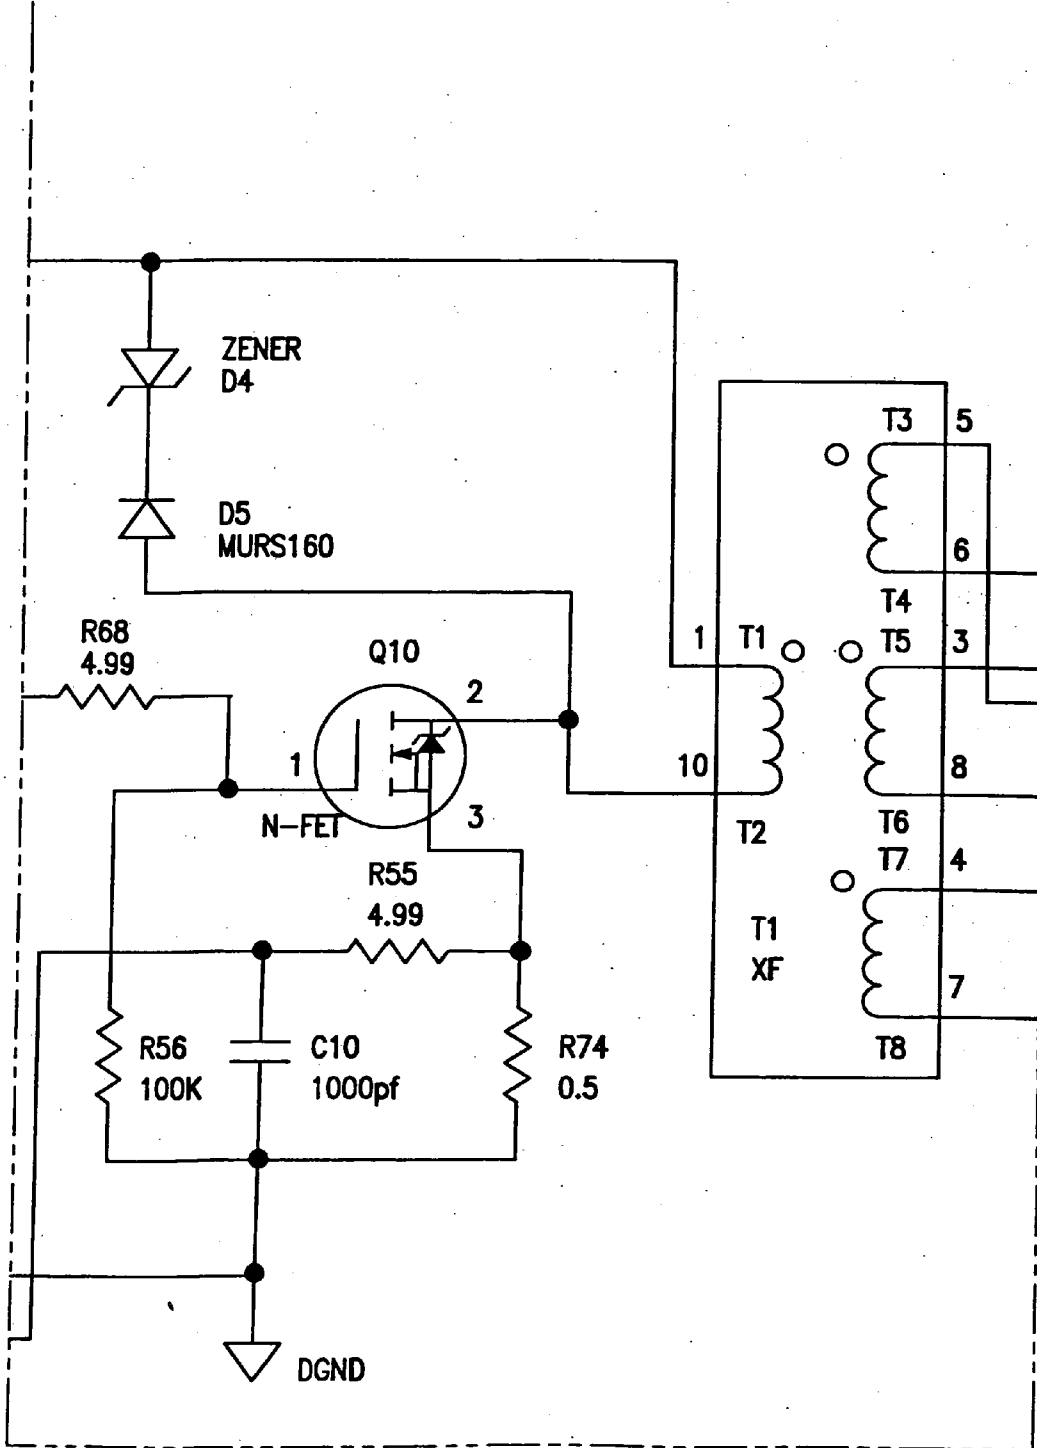 ZENER
D4
T3 5
D5
MURS160
6
T4
R68
4.99
Q10
1 T1
T5 3
2
1
10
8
N-FET
3
T2
T6
T7 4
R55
4.99
T1
XF
7
R56
100K
C10
1000pf
R74
0.5
T8
DGND